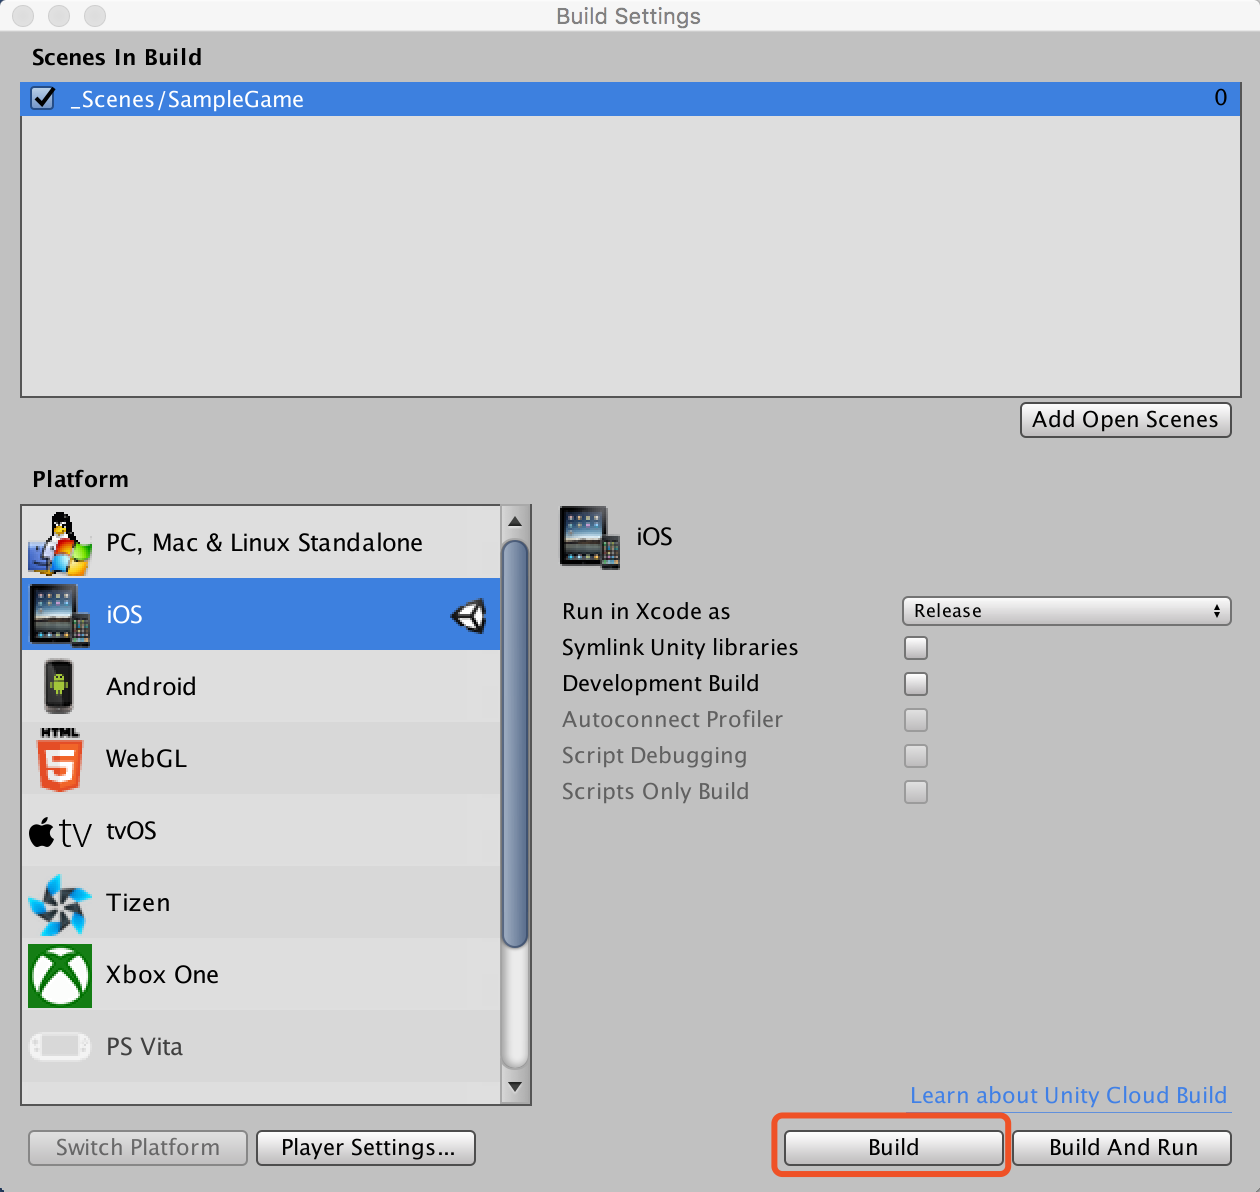 Build Settings
Scenes In Build
_Scenes/SampleGame 0
Add Open Scenes
Platform
PC, Mac & Linux Standalone
iOS
Android
HTML
5
WebGL
tv
tvOS
Tizen
Xbox One
PS Vita
iOS
Run in Xcode as Release
Symlink Unity libraries
Development Build
Autoconnect Profiler
Script Debugging
Scripts Only Build
Learn about Unity Cloud Build
Switch Platform Player Settings... Build Build And Run